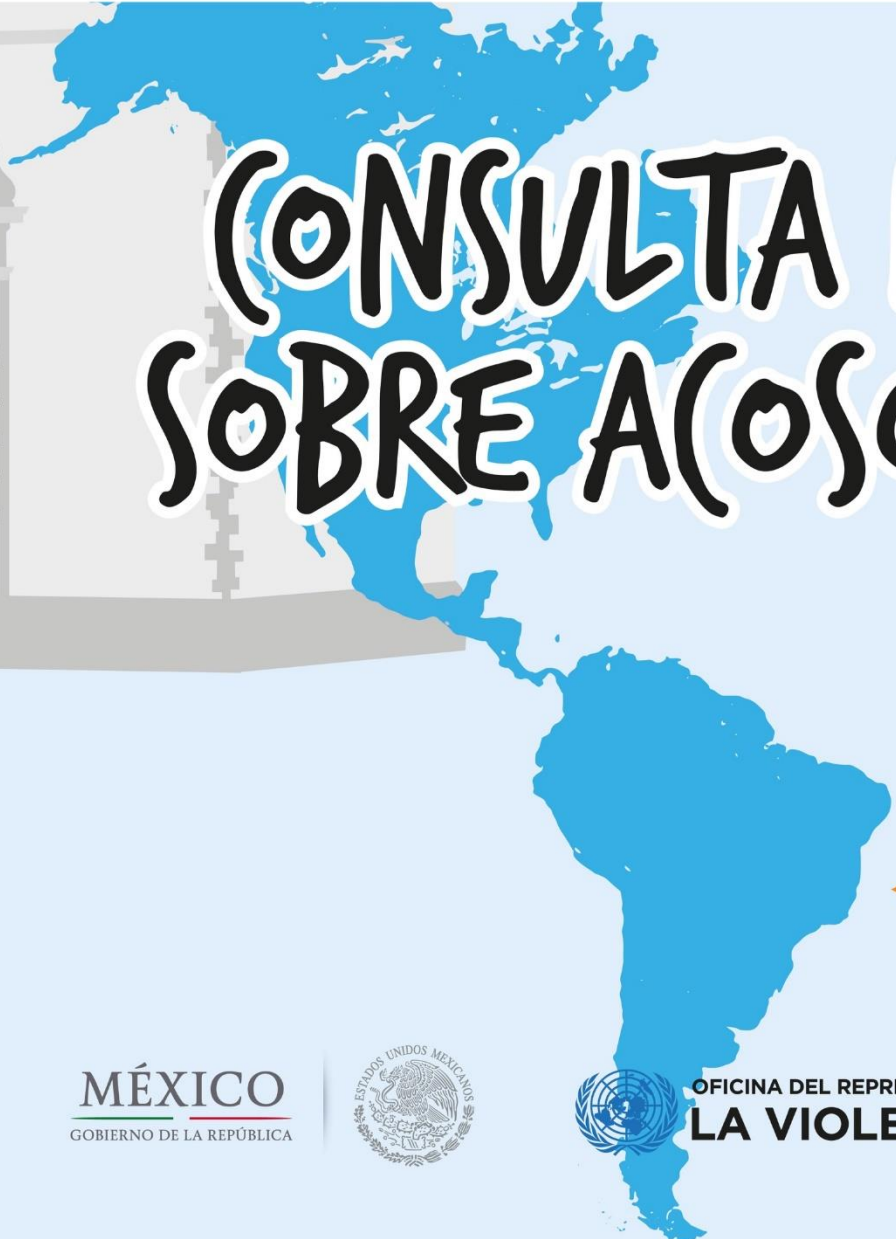 CONSULTA
SOBRE ACOSO
MÉXICO
GOBIERNO DE LA REPÚBLICA
ESTADOS UNIDOS MEXICANOS
OFICINA DEL REPR
LA VIOLE